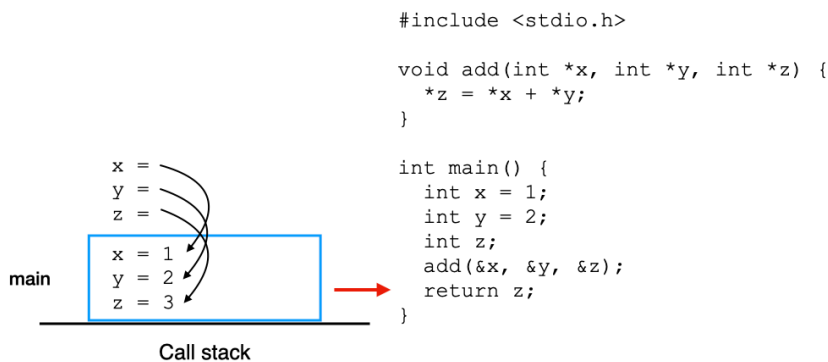 #include <stdio.h>
void add(int *x, int *y, int *z) {
*z = *x + *y;
}
int main() {
int x = 1;
int y = 2;
int z;
add(&x, &y, &z);
return z;
}
x =
y =
z =
x = 1
y = 2
z = 3
main
Call stack